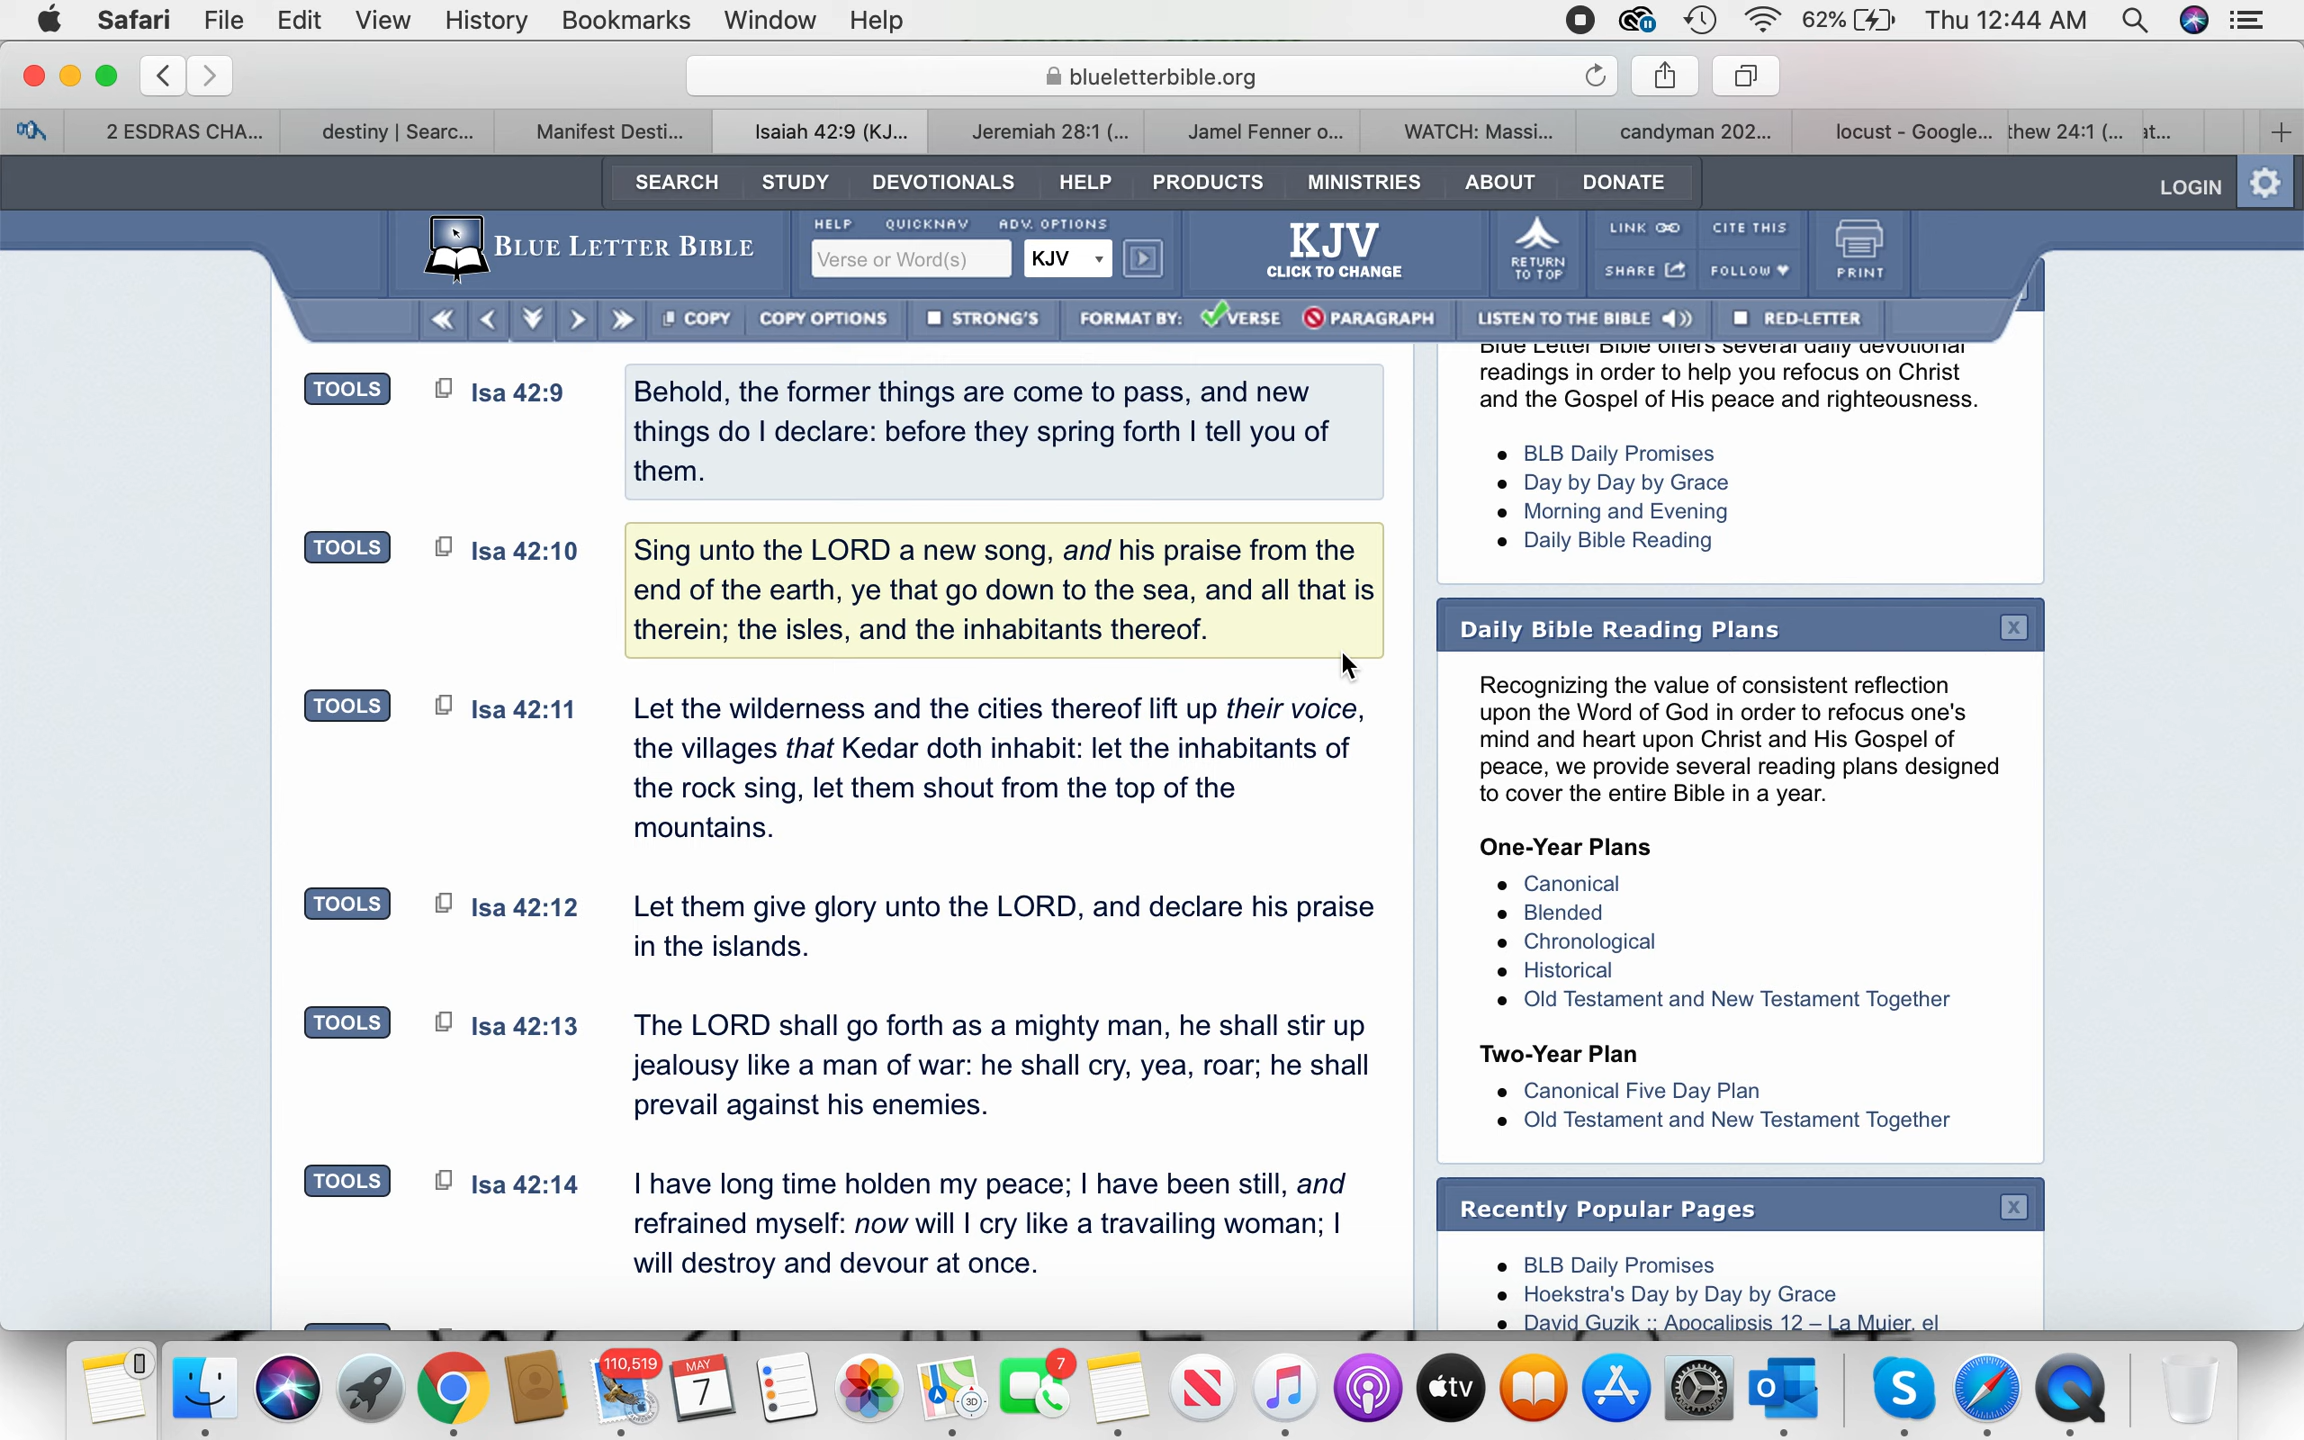 Safari File Edit View History Bookmarks Window Help 62% Thu 12:44 AM
blueletterbible.org
2 ESDRAS CHA... destiny | Searc... Manifest Desti... Isaiah 42:9 (KJ... Jeremiah 28:1 (... Jamel Fenner o... WATCH: Massi... candyman 202... locust - Google... thew 24:1 (... at...
SEARCH STUDY DEVOTIONALS HELP PRODUCTS MINISTRIES ABOUT DONATE LOGIN
BLUE LETTER BIBLE
HELP QUICKNAV ADV. OPTIONS
Verse or Word(s) KJV
KJV
CLICK TO CHANGE
RETURN
TO TOP
LINK CITE THIS
SHARE FOLLOW
PRINT
COPY COPY OPTIONS STRONG'S FORMAT BY: VERSE PARAGRAPH LISTEN TO THE BIBLE RED-LETTER
TOOLS Isa 42:9 Behold, the former things are come to pass, and new
things do I declare: before they spring forth I tell you of
them.
TOOLS Isa 42:10 Sing unto the LORD a new song, and his praise from the
end of the earth, ye that go down to the sea, and all that is
therein; the isles, and the inhabitants thereof.
TOOLS Isa 42:11 Let the wilderness and the cities thereof lift up their voice,
the villages that Kedar doth inhabit: let the inhabitants of
the rock sing, let them shout from the top of the
mountains.
TOOLS Isa 42:12 Let them give glory unto the LORD, and declare his praise
in the islands.
TOOLS Isa 42:13 The LORD shall go forth as a mighty man, he shall stir up
jealousy like a man of war: he shall cry, yea, roar; he shall
prevail against his enemies.
TOOLS Isa 42:14 I have long time holden my peace; I have been still, and
refrained myself: now will I cry like a travailing woman; I
will destroy and devour at once.
Blue Letter Bible offers several daily devotional
readings in order to help you refocus on Christ
and the Gospel of His peace and righteousness.
BLB Daily Promises
Day by Day by Grace
Morning and Evening
Daily Bible Reading
Daily Bible Reading Plans X
Recognizing the value of consistent reflection
upon the Word of God in order to refocus one's
mind and heart upon Christ and His Gospel of
peace, we provide several reading plans designed
to cover the entire Bible in a year.
One-Year Plans
Canonical
Blended
Chronological
Historical
Old Testament and New Testament Together
Two-Year Plan
Canonical Five Day Plan
Old Testament and New Testament Together
Recently Popular Pages X
BLB Daily Promises
Hoekstra's Day by Day by Grace
David Guzik :: Apocalipsis 12 – La Mujer, el
110,519 MAY 7 3D 7 tv